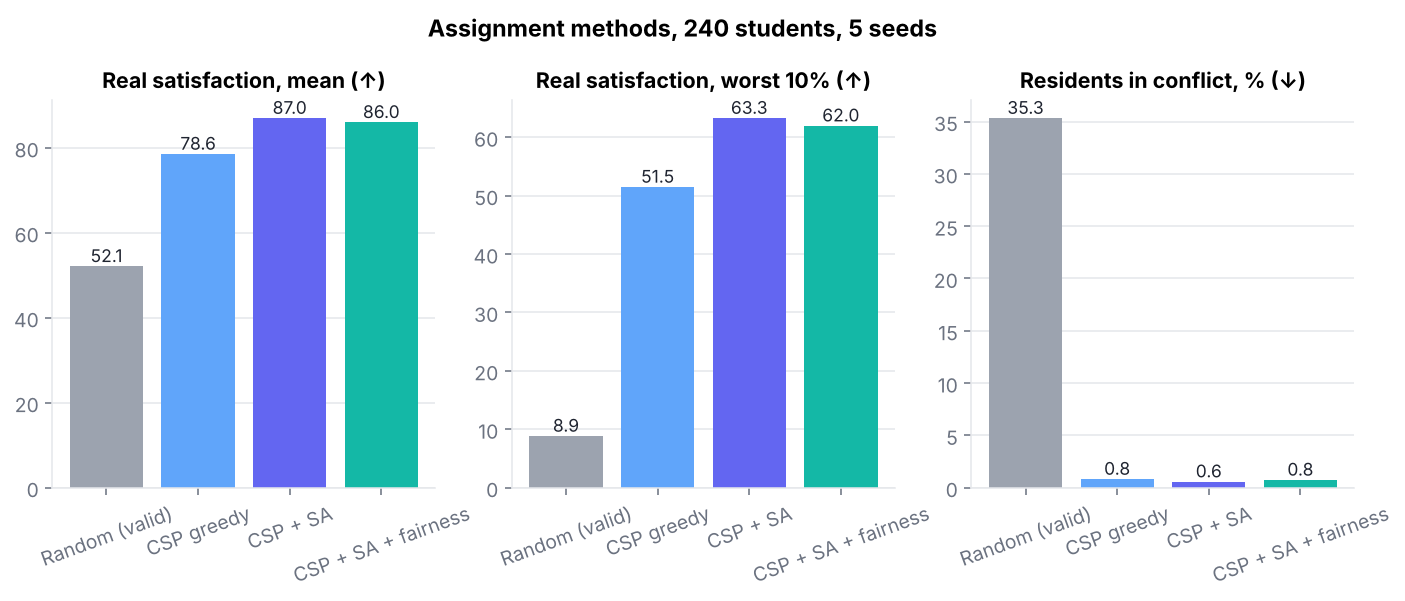 Assignment methods, 240 students, 5 seeds
Real satisfaction, mean (↑)
87.0
86.0
78.6
52.1
80
60
40
20
0
Random (valid)
CSP greedy
CSP + SA
CSP + SA + fairness
Real satisfaction, worst 10% (↑)
63.3
62.0
51.5
8.9
60
50
40
30
20
10
0
Random (valid)
CSP greedy
CSP + SA
CSP + SA + fairness
Residents in conflict, % (↓)
35.3
0.8
0.6
0.8
35
30
25
20
15
10
5
0
Random (valid)
CSP greedy
CSP + SA
CSP + SA + fairness